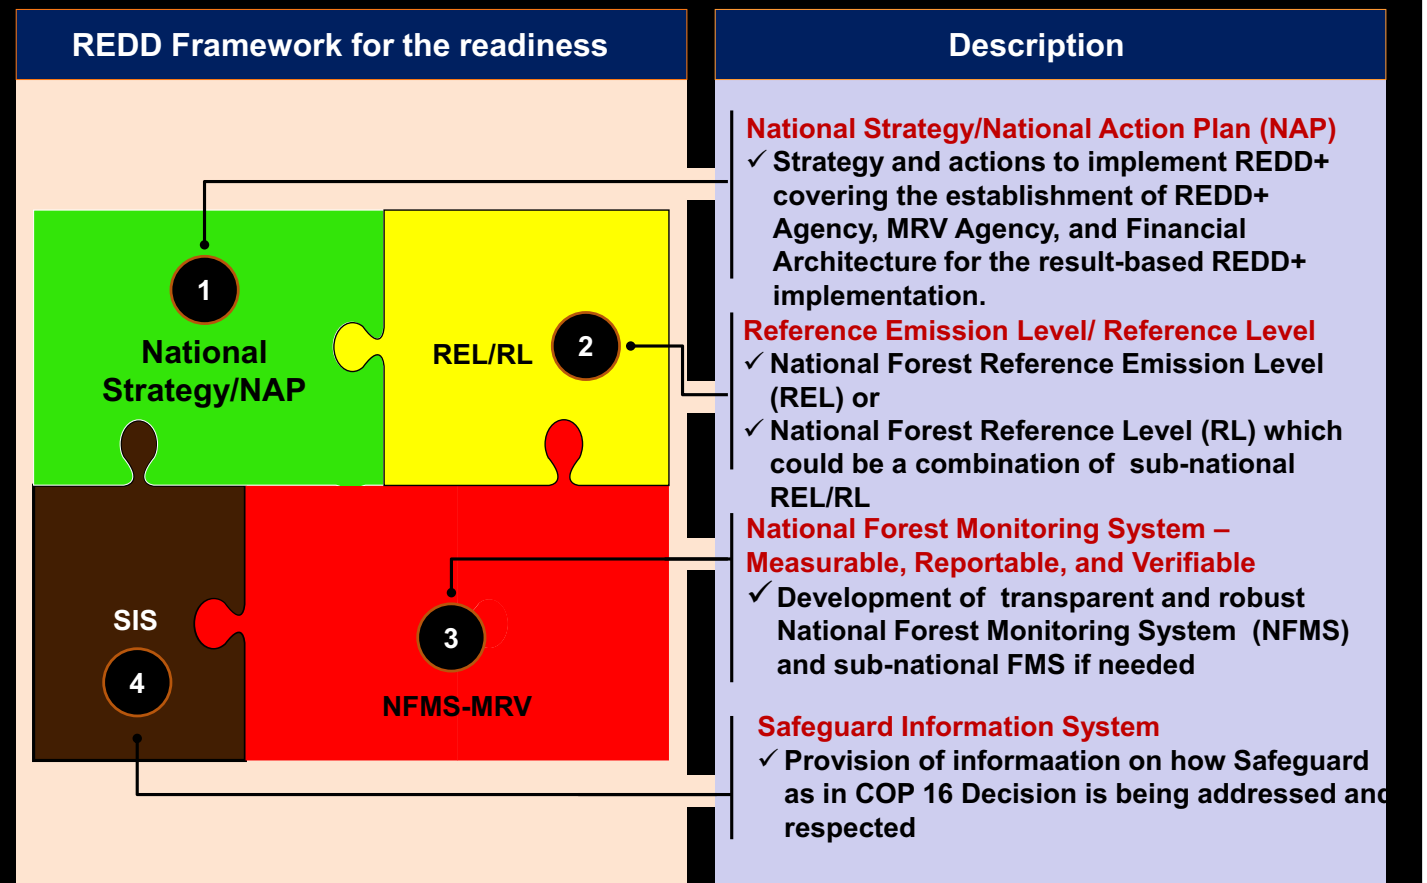 REDD Framework for the readiness
1
National
Strategy/NAP
REL/RL
2
SIS
4
3
NFMS-MRV
Description
National Strategy/National Action Plan (NAP)
✓ Strategy and actions to implement REDD+
covering the establishment of REDD+
Agency, MRV Agency, and Financial
Architecture for the result-based REDD+
implementation.
Reference Emission Level/ Reference Level
✓ National Forest Reference Emission Level
(REL) or
✓ National Forest Reference Level (RL) which
could be a combination of sub-national
REL/RL
National Forest Monitoring System –
Measurable, Reportable, and Verifiable
✓ Development of transparent and robust
National Forest Monitoring System (NFMS)
and sub-national FMS if needed
Safeguard Information System
✓ Provision of informaation on how Safeguard
as in COP 16 Decision is being addressed and
respected